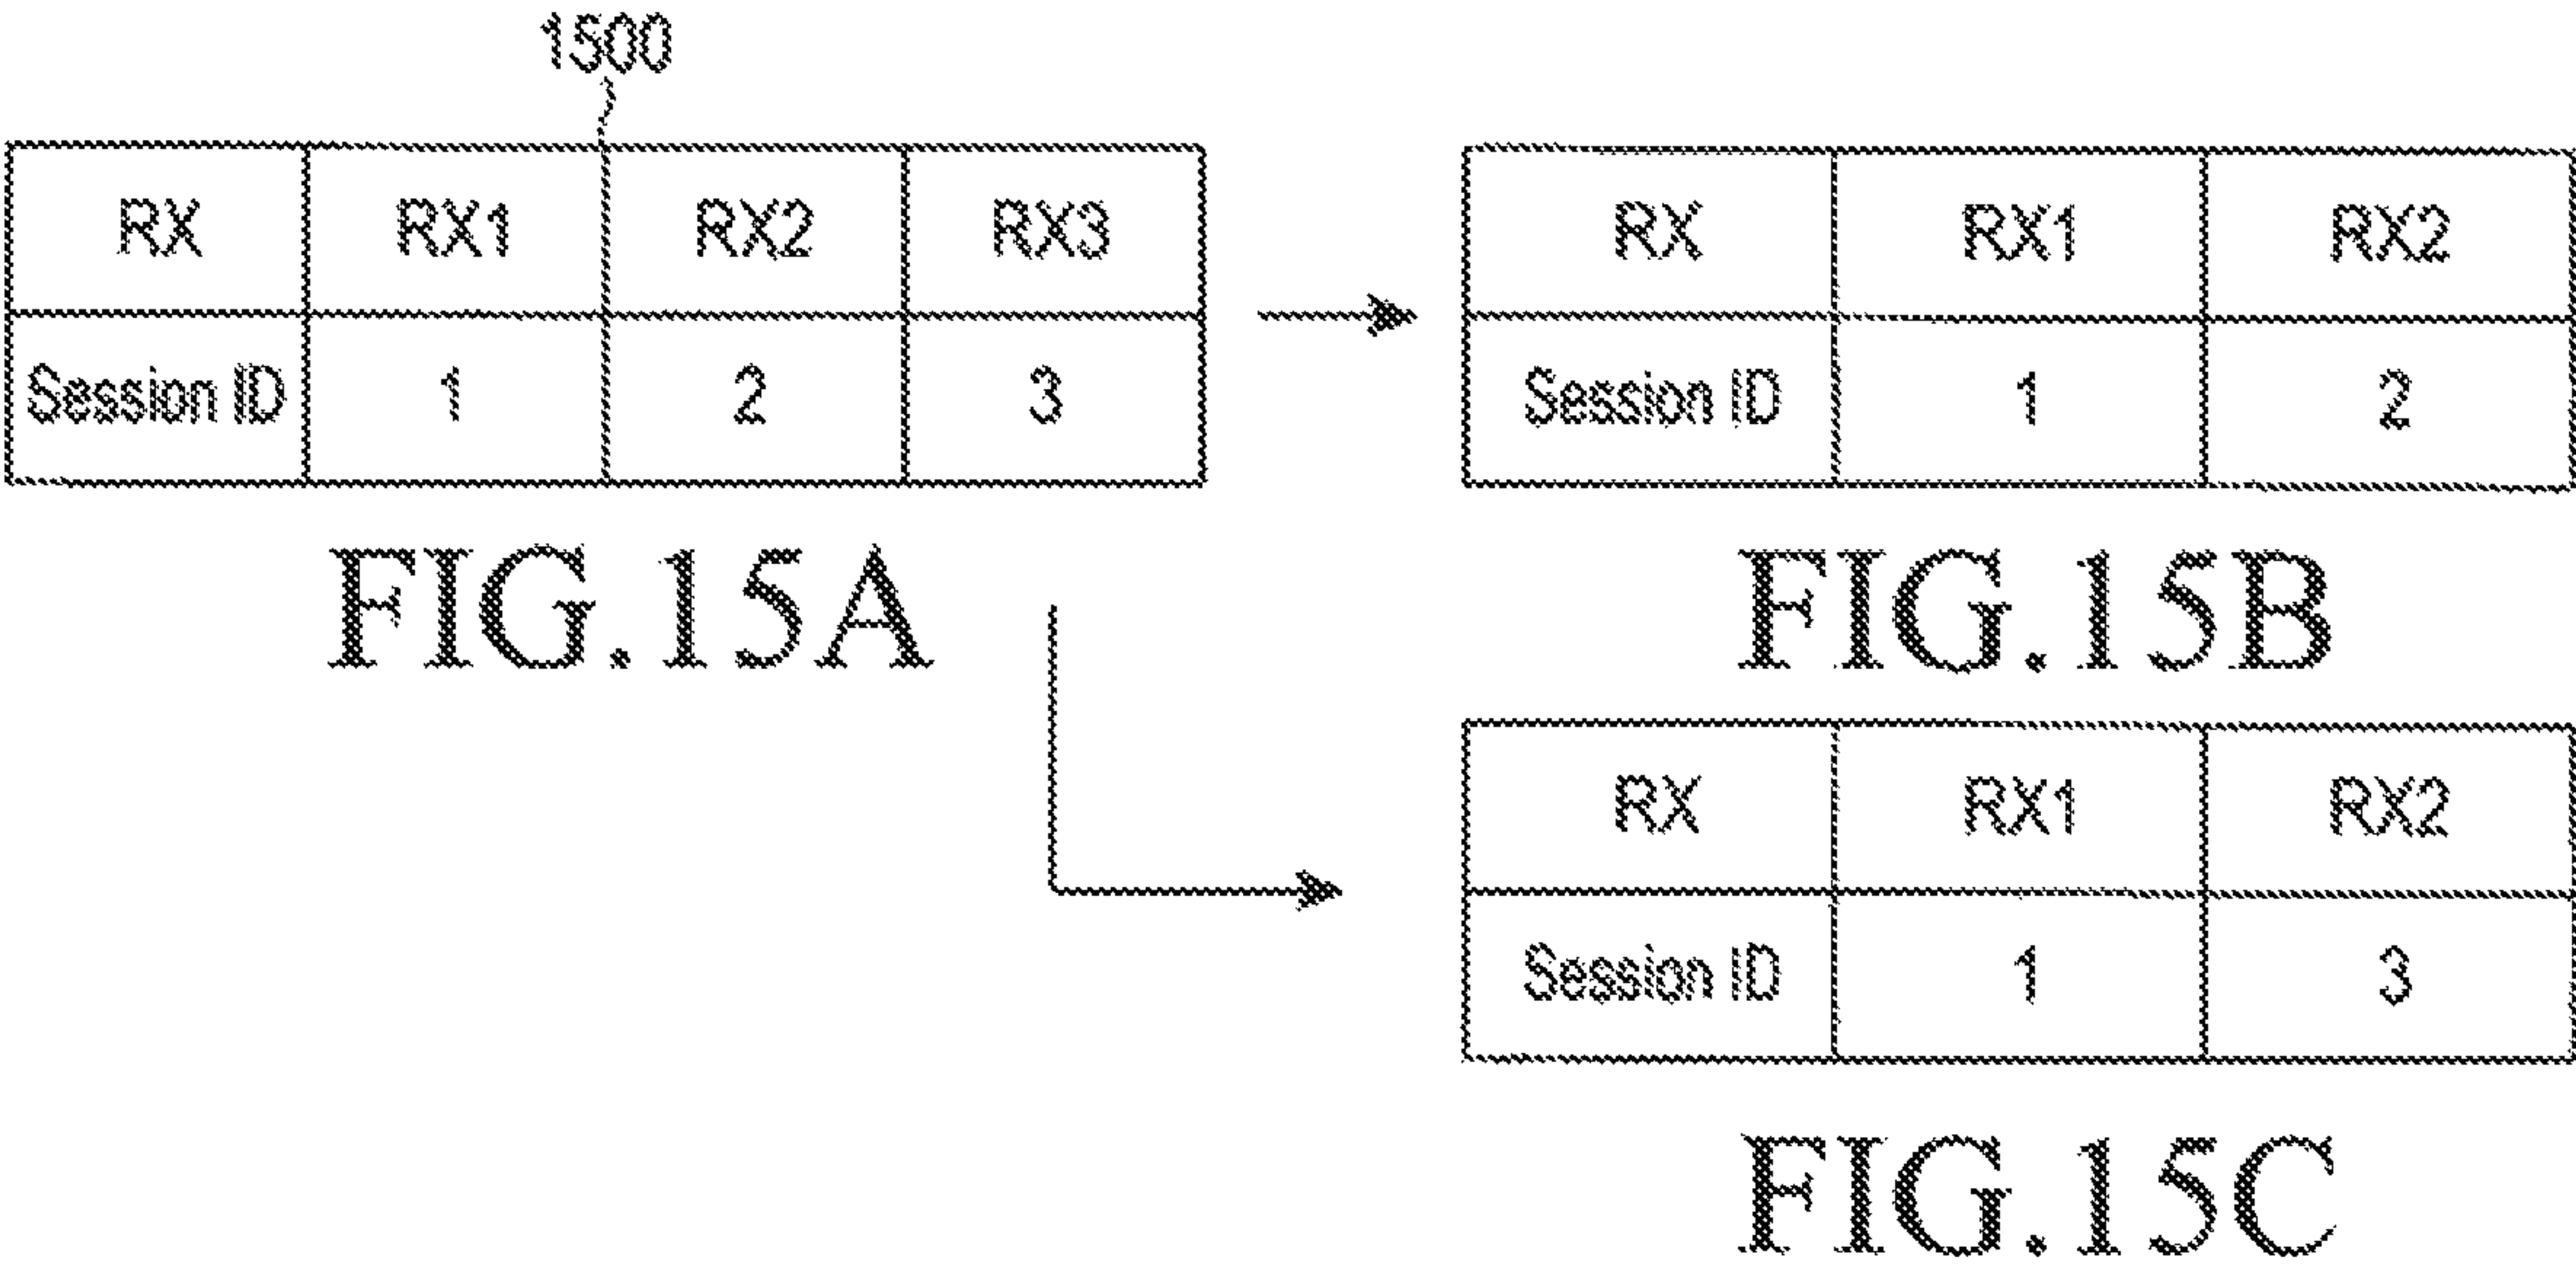 1500
RX RX1 RX2 RX3
Session ID 1 2 3
FIG.15A
RX RX1 RX2
Session ID 1 2
FIG.15B
RX RX1 RX2
Session ID 1 3
FIG.15C